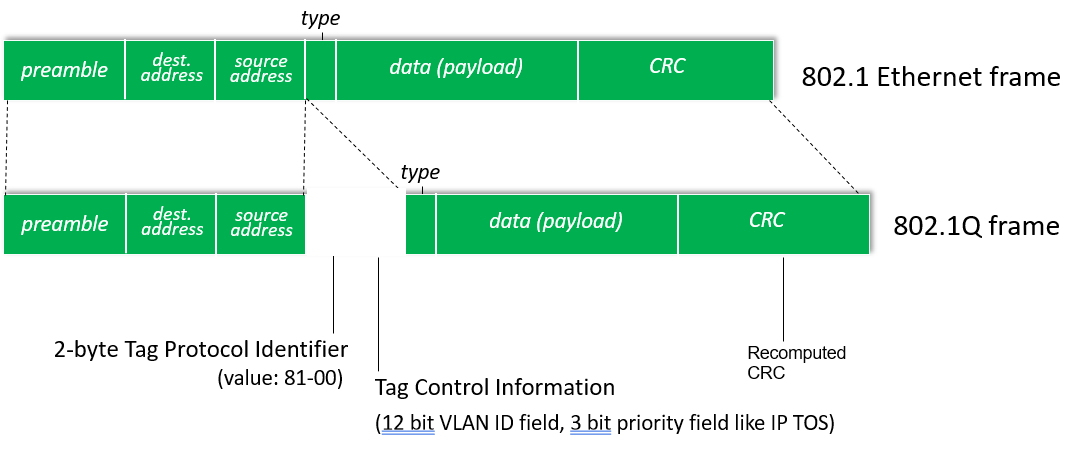 type
preamble
dest.
address
source
address
data (payload)
CRC
802.1 Ethernet frame
type
preamble
dest.
address
source
address
data (payload)
CRC
802.1Q frame
2-byte Tag Protocol Identifier
(value: 81-00)
Recomputed
CRC
Tag Control Information
(12 bit VLAN ID field, 3 bit priority field like IP TOS)